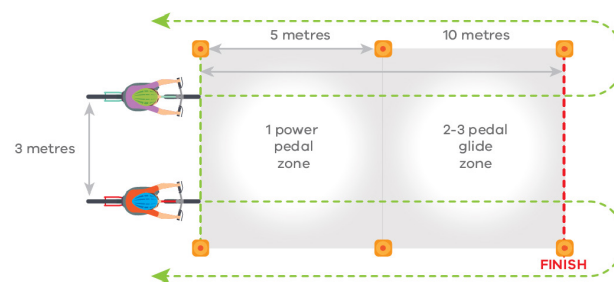 5 metres
10 metres
3 metres
1 power
pedal
zone
2-3 pedal
glide
zone
FINISH